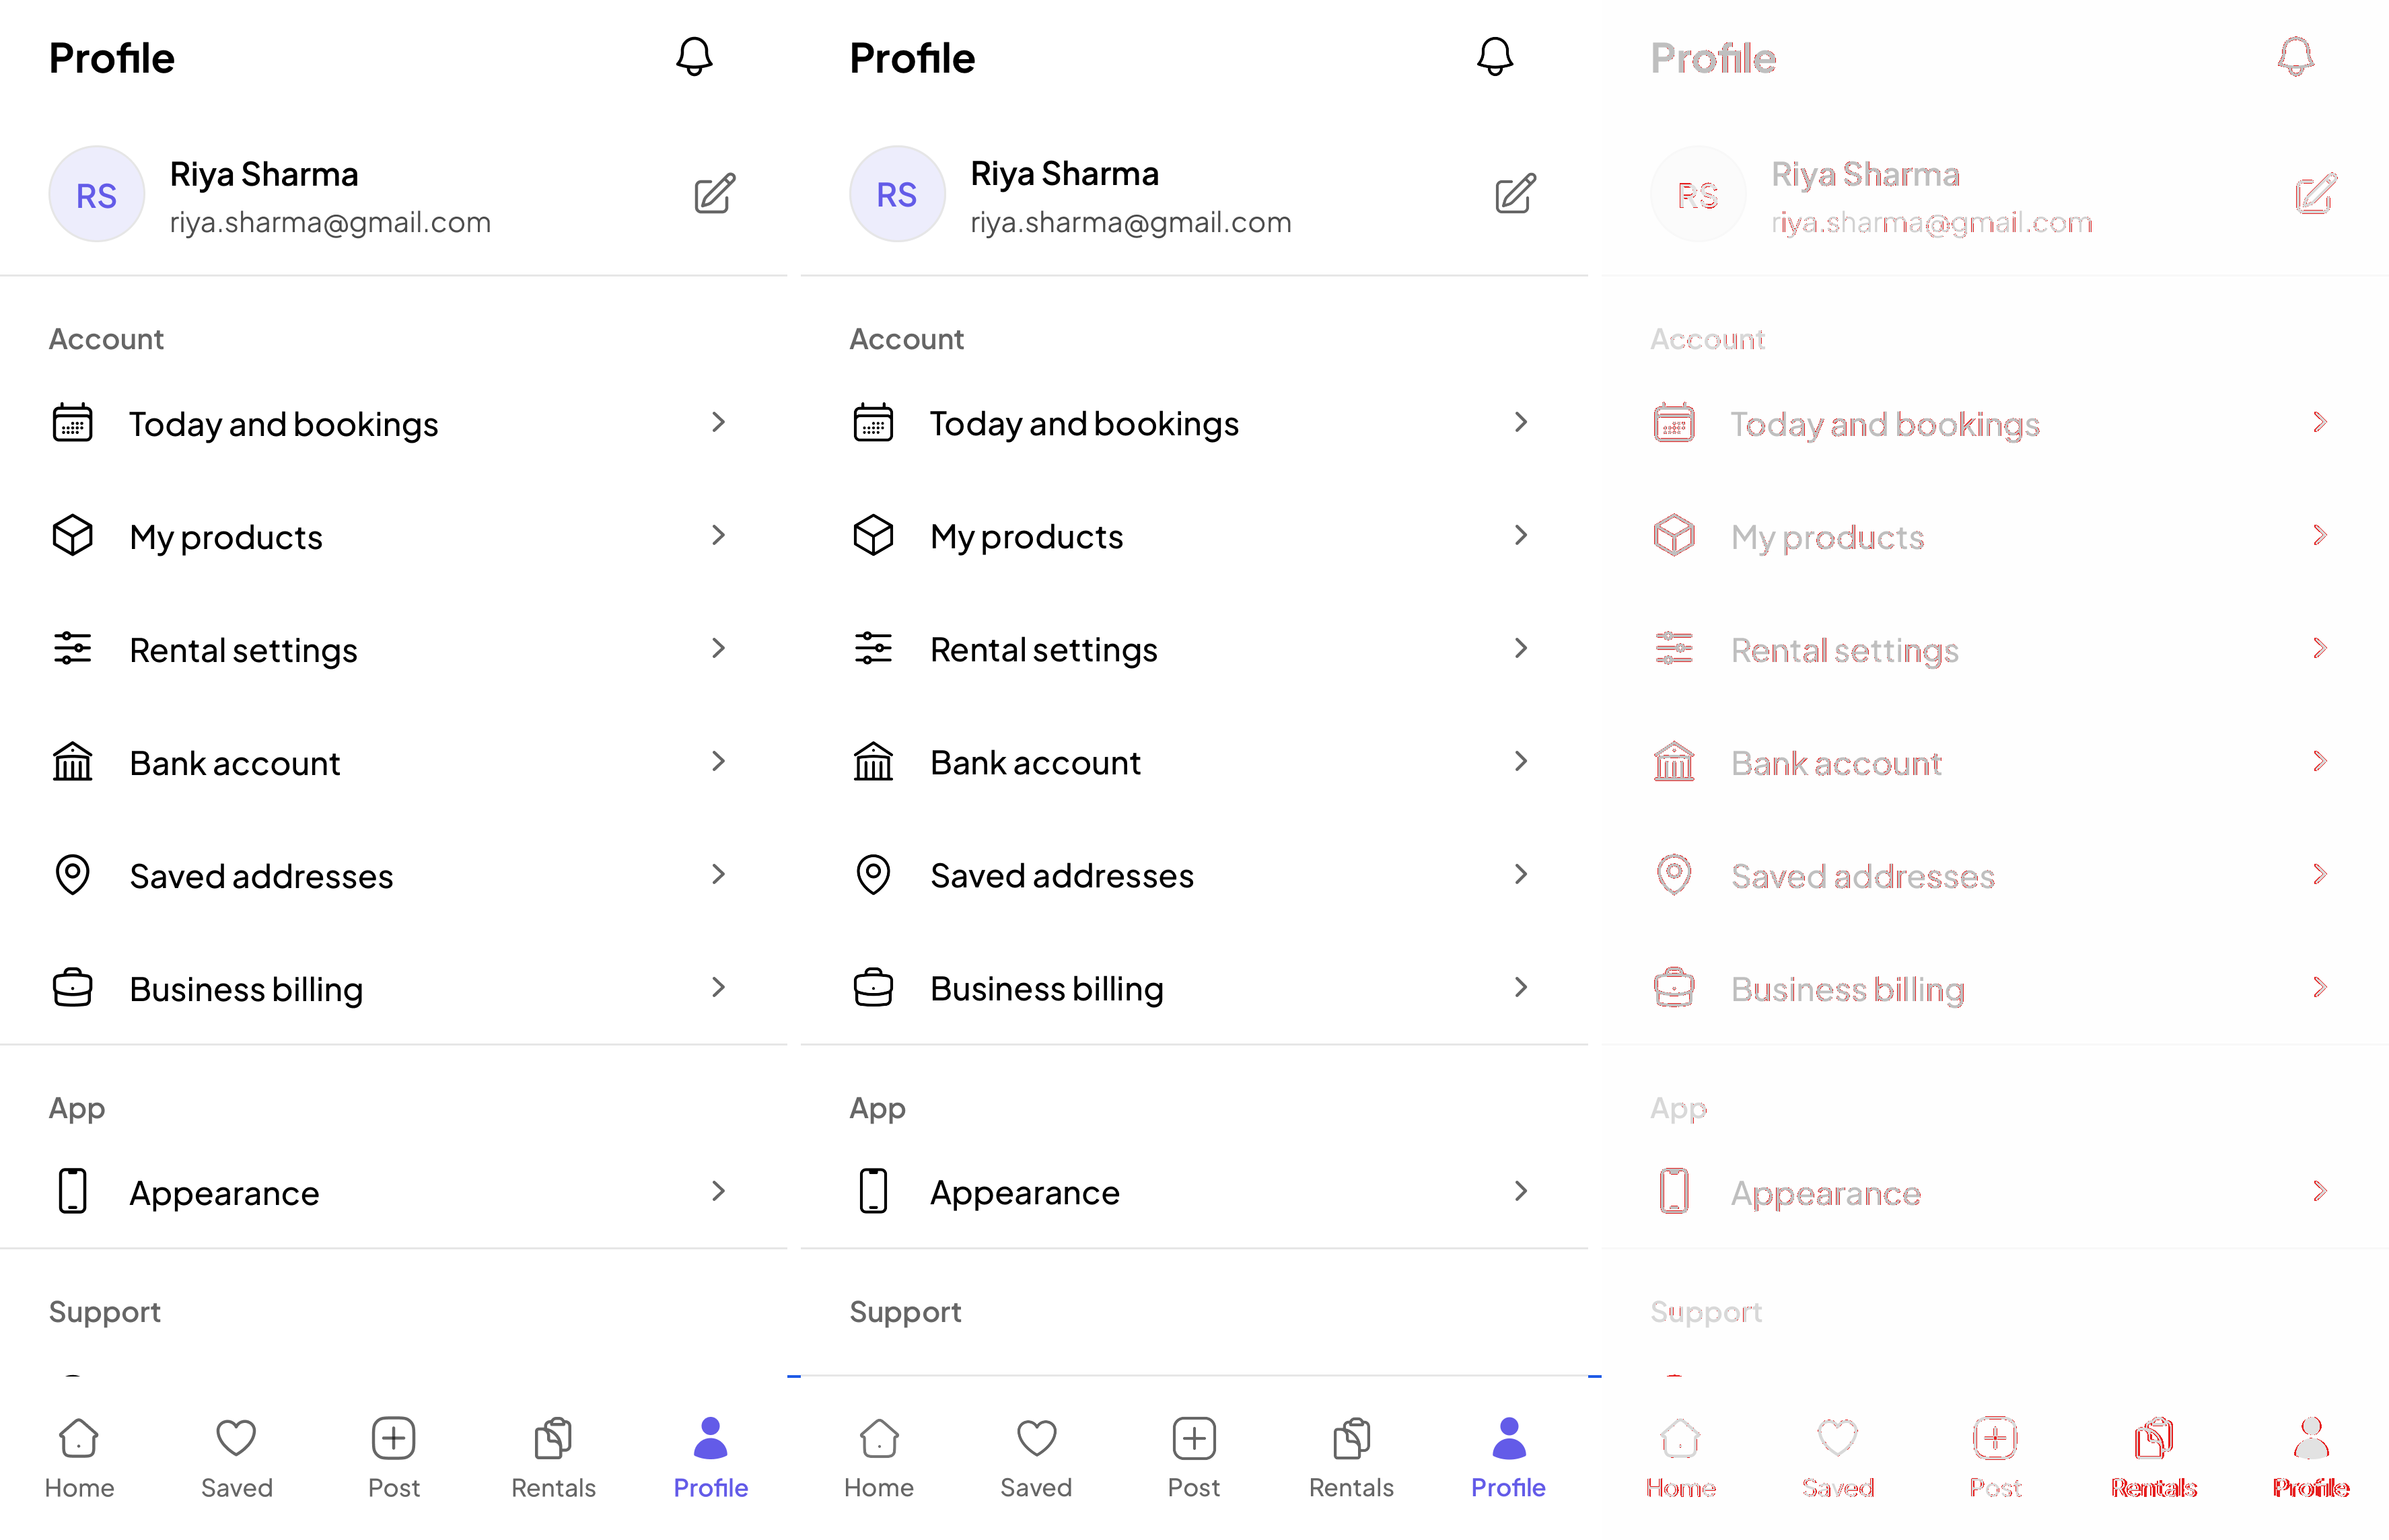 Profile
RS
Riya Sharma
riya.sharma@gmail.com
Account
Today and bookings
My products
Rental settings
Bank account
Saved addresses
Business billing
App
Appearance
Support
Home
Saved
Post
Rentals
Profile
Profile
RS
Riya Sharma
riya.sharma@gmail.com
Account
Today and bookings
My products
Rental settings
Bank account
Saved addresses
Business billing
App
Appearance
Support
Home
Saved
Post
Rentals
Profile
Profile
RS
Riya Sharma
riya.sharma@gmail.com
Account
Today and bookings
My products
Rental settings
Bank account
Saved addresses
Business billing
App
Appearance
Support
Home
Saved
Post
Rentals
Profile